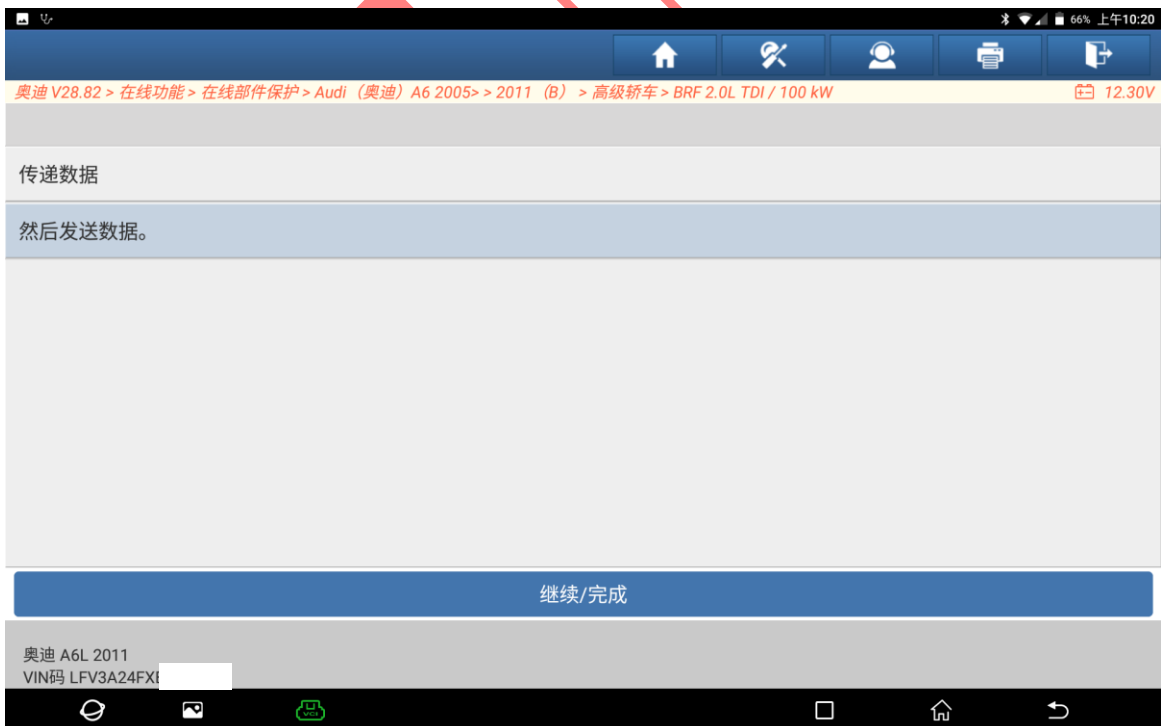 66% 上午10:20
奥迪 V28.82 > 在线功能 > 在线部件保护 > Audi（奥迪）A6 2005> > 2011（B） > 高级轿车 > BRF 2.0L TDI / 100 kW 12.30V
传递数据
然后发送数据。
继续/完成
奥迪 A6L 2011
VIN码 LFV3A24FX
VCI